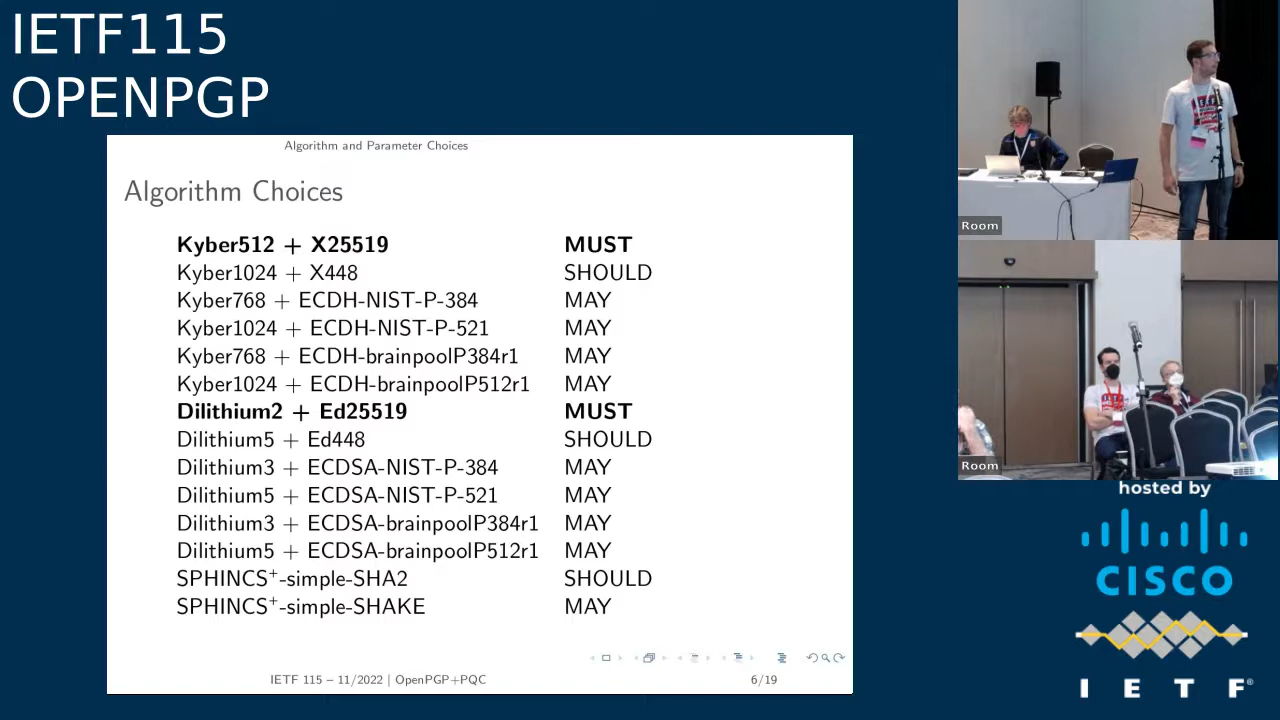 IETF115
OPENPGP
Algorithm and Parameter Choices
Algorithm Choices
Kyber512 + X25519 MUST
Kyber1024 + X448 SHOULD
Kyber768 + ECDH-NIST-P-384 MAY
Kyber1024 + ECDH-NIST-P-521 MAY
Kyber768 + ECDH-brainpoolP384r1 MAY
Kyber1024 + ECDH-brainpoolP512r1 MAY
Dilithium2 + Ed25519 MUST
Dilithium5 + Ed448 SHOULD
Dilithium3 + ECDSA-NIST-P-384 MAY
Dilithium5 + ECDSA-NIST-P-521 MAY
Dilithium3 + ECDSA-brainpoolP384r1 MAY
Dilithium5 + ECDSA-brainpoolP512r1 MAY
SPHINCS⁺-simple-SHA2 SHOULD
SPHINCS⁺-simple-SHAKE MAY
IETF 115 – 11/2022 | OpenPGP+PQC 6/19
Room
Room
hosted by
CISCO
I E T F®